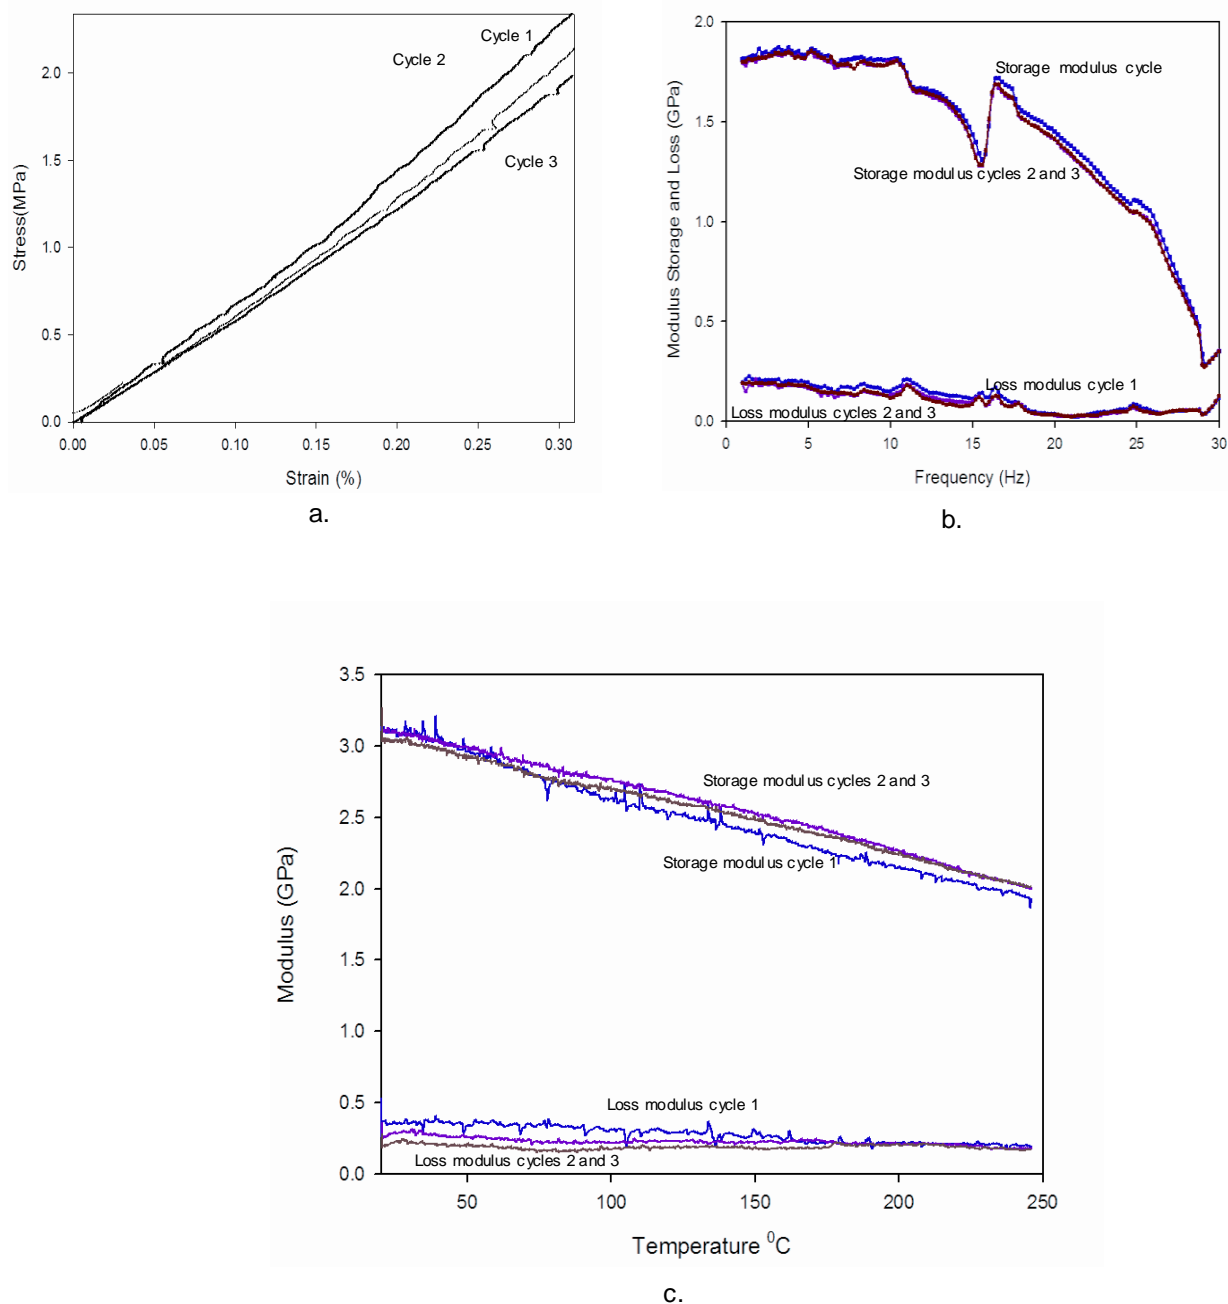 Cycle 1
Cycle 2
Cycle 3
Stress(MPa)
2.0
1.5
1.0
0.5
0.0
0.00 0.05 0.10 0.15 0.20 0.25 0.30
Strain (%)
a.
Modulus Storage and Loss (GPa)
2.0
1.5
1.0
0.5
0.0
Storage modulus cycle
Storage modulus cycles 2 and 3
Loss modulus cycle 1
Loss modulus cycles 2 and 3
0 5 10 15 20 25 30
Frequency (Hz)
b.
Modulus (GPa)
3.5
3.0
2.5
2.0
1.5
1.0
0.5
0.0
Storage modulus cycles 2 and 3
Storage modulus cycle 1
Loss modulus cycle 1
Loss modulus cycles 2 and 3
50 100 150 200 250
Temperature ⁰C
c.